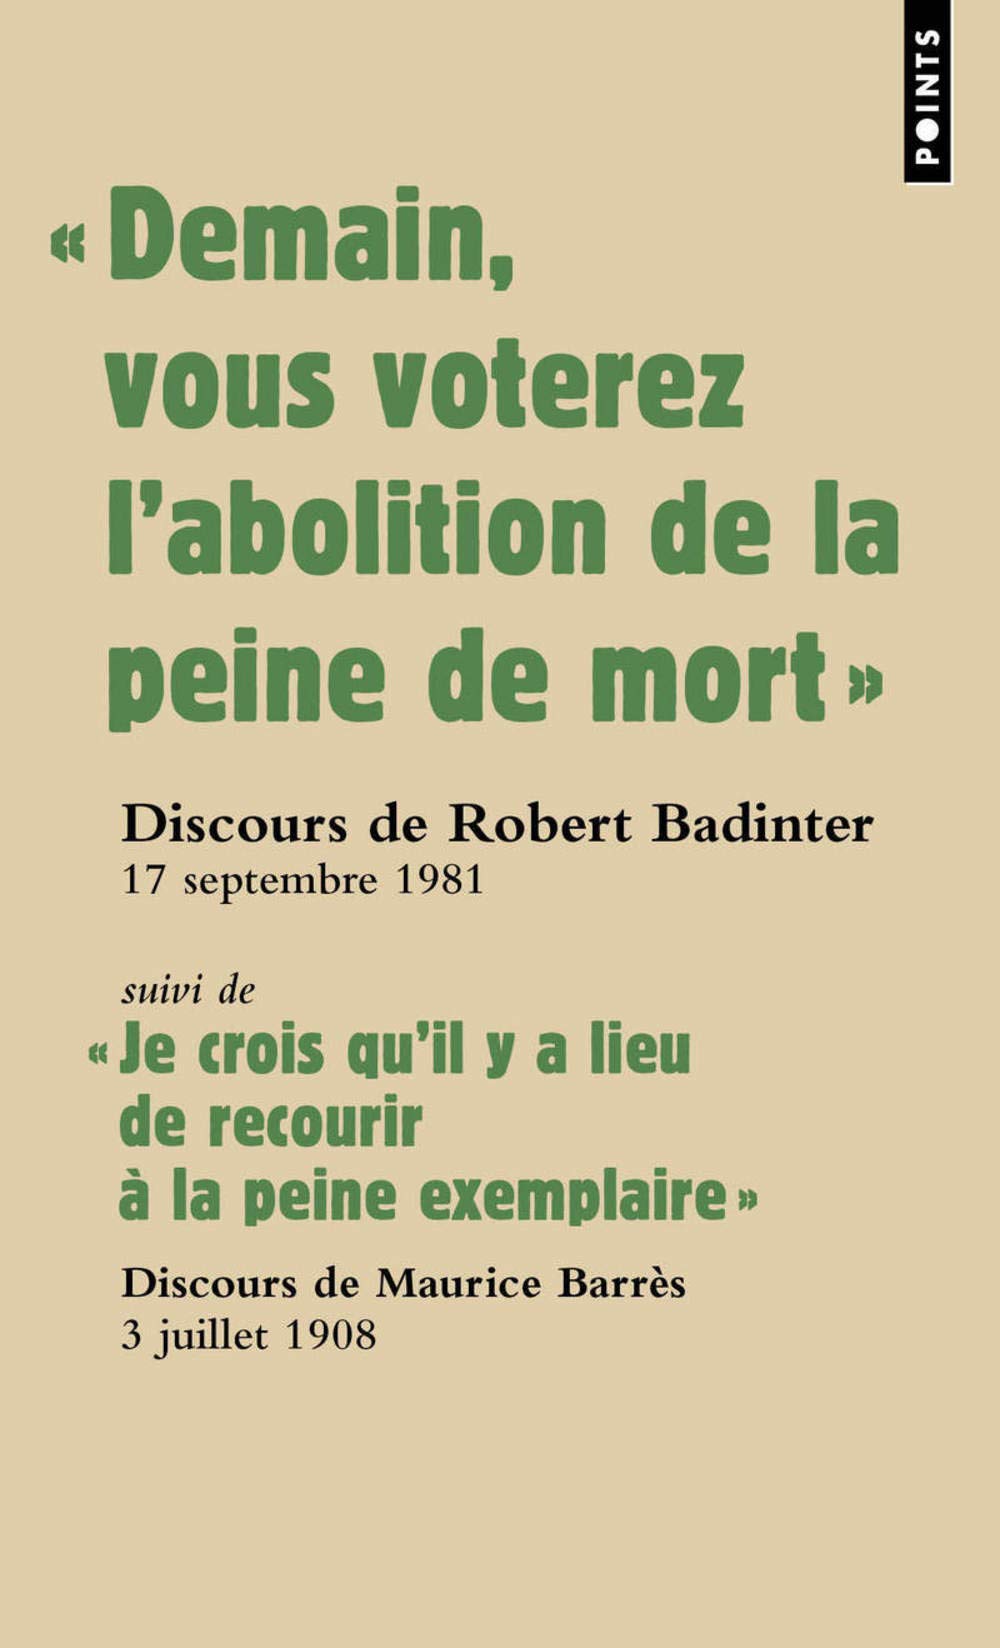 POINTS
« Demain,
vous voterez
l’abolition de la
peine de mort »
Discours de Robert Badinter
17 septembre 1981
suivi de
« Je crois qu’il y a lieu
de recourir
à la peine exemplaire »
Discours de Maurice Barrès
3 juillet 1908